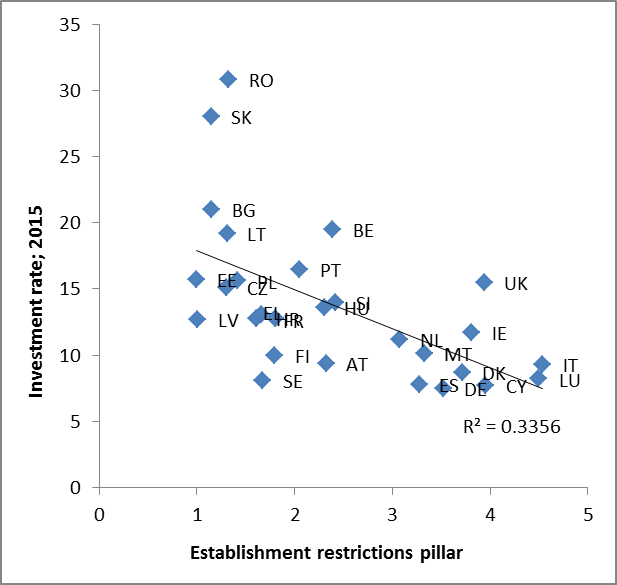 35
30
25
20
15
10
5
0
0 1 2 3 4 5
Investment rate; 2015
Establishment restrictions pillar
RO
SK
BG
LT
BE
PT
EE
PL
CZ
UK
SI
HU
LV
EL
HR
FR
IE
NL
MT
FI
AT
IT
DK
LU
SE
ES
DE
CY
R² = 0.3356